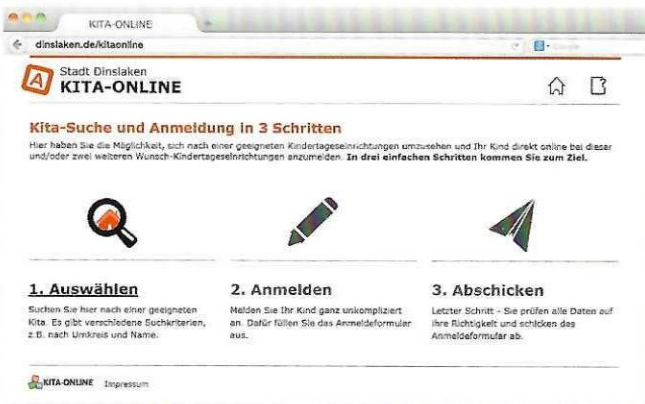 KITA-ONLINE
dinslaken.de/kitaonline
Stadt Dinslaken
KITA-ONLINE
Kita-Suche und Anmeldung in 3 Schritten
Hier haben Sie die Möglichkeit, sich nach einer geeigneten Kindertageseinrichtungen umzusehen und Ihr Kind direkt online bei dieser
und/oder zwei weiteren Wunsch-Kindertageseinrichtungen anzumelden. In drei einfachen Schritten kommen Sie zum Ziel.
1. Auswählen
Suchen Sie hier nach einer geeigneten
Kita. Es gibt verschiedene Suchkriterien,
z.B. nach Umkreis und Name.
2. Anmelden
Melden Sie Ihr Kind ganz unkompliziert
an. Dafür füllen Sie das Anmeldeformular
aus.
3. Abschicken
Letzter Schritt - Sie prüfen alle Daten auf
ihre Richtigkeit und schicken des
Anmeldeformular ab.
KITA-ONLINE Impressum